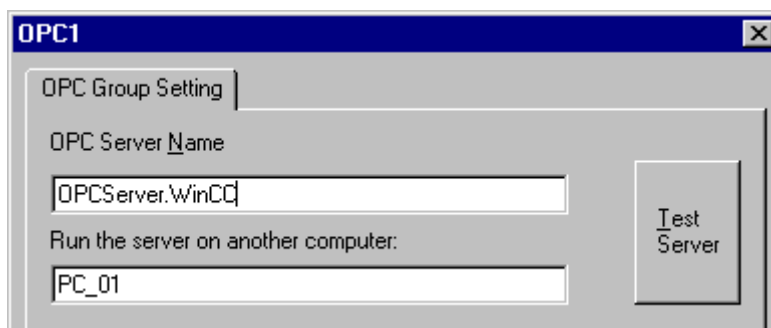 OPC1
OPC Group Setting
OPC Server Name
OPCServer.WinCC
Run the server on another computer:
PC_01
Test
Server